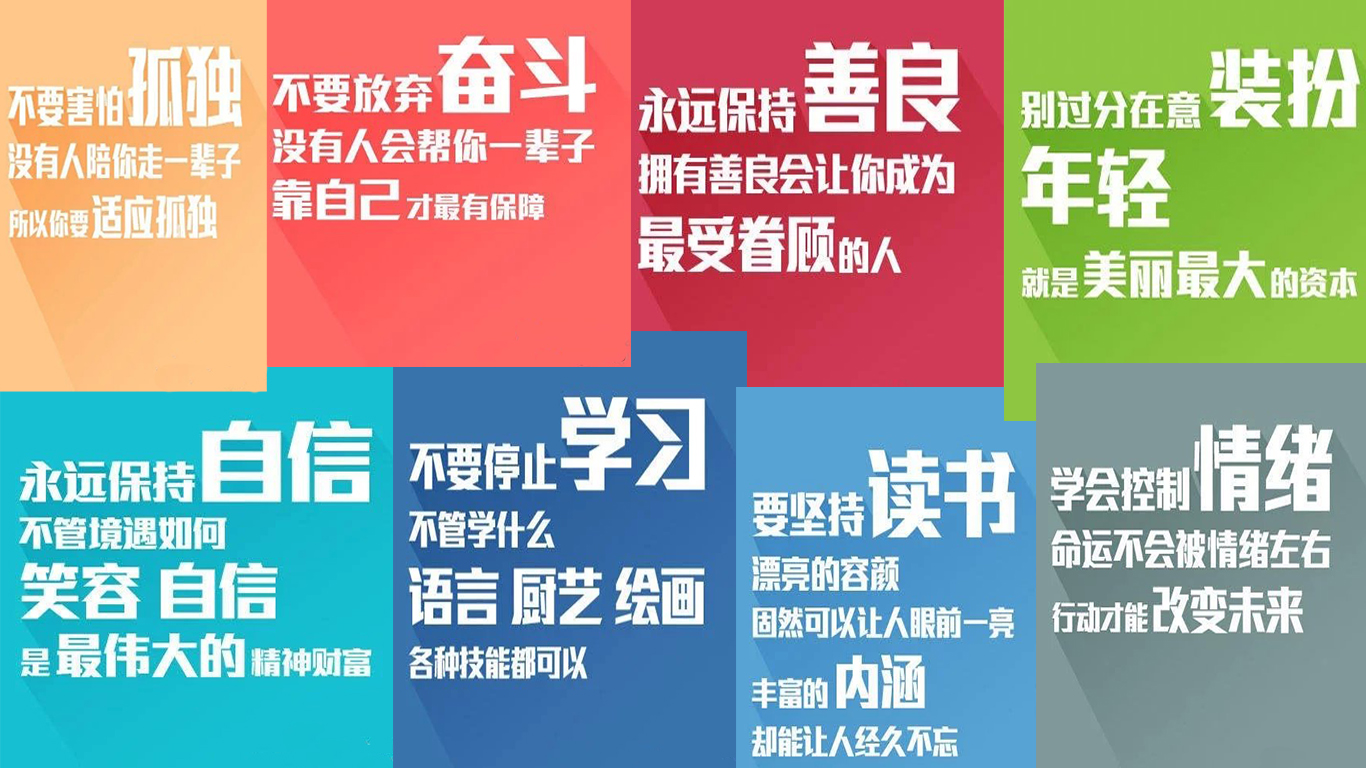 不要害怕孤独
没有人陪你走一辈子
所以你要适应孤独
不要放弃奋斗
没有人会帮你一辈子
靠自己才最有保障
永远保持善良
拥有善良会让你成为
最受眷顾的人
别过分在意装扮
年轻
就是美丽最大的资本
永远保持自信
不管境遇如何
笑容 自信
是最伟大的精神财富
不要停止学习
不管学什么
语言 厨艺 绘画
各种技能都可以
要坚持读书
漂亮的容颜
固然可以让人眼前一亮
丰富的内涵
却能让人经久不忘
学会控制情绪
命运不会被情绪左右
行动才能改变未来